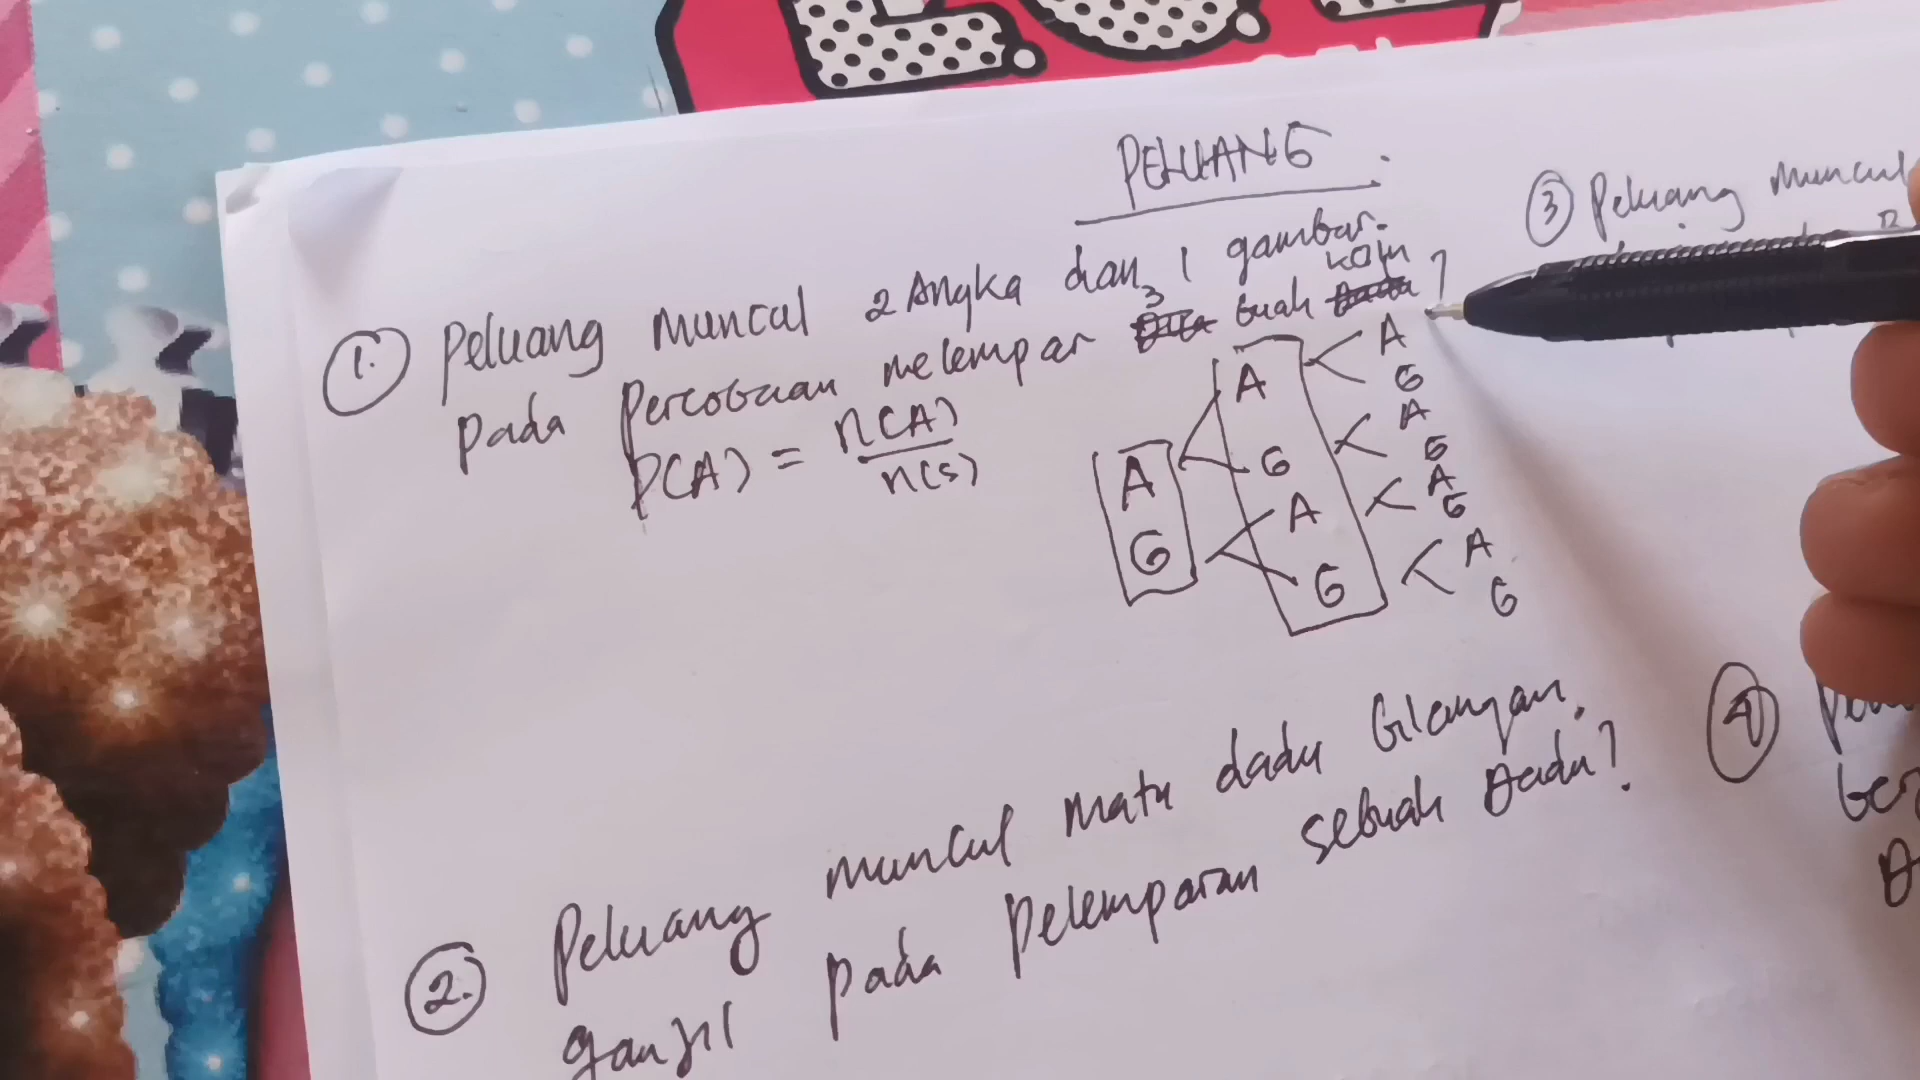 PELUANG.
1. Peluang muncul 2 Angka dan 1 gambar.
pada percobaan melempar 3 buah koin ?
P(A) = n(A)
n(s)
A
G
A
G
A
G
A
G
A
G
A
G
A
G
2. Peluang muncul mata dadu bilangan
ganjil pada pelemparan sebuah Dadu?
3 Peluang muncul
4
ber